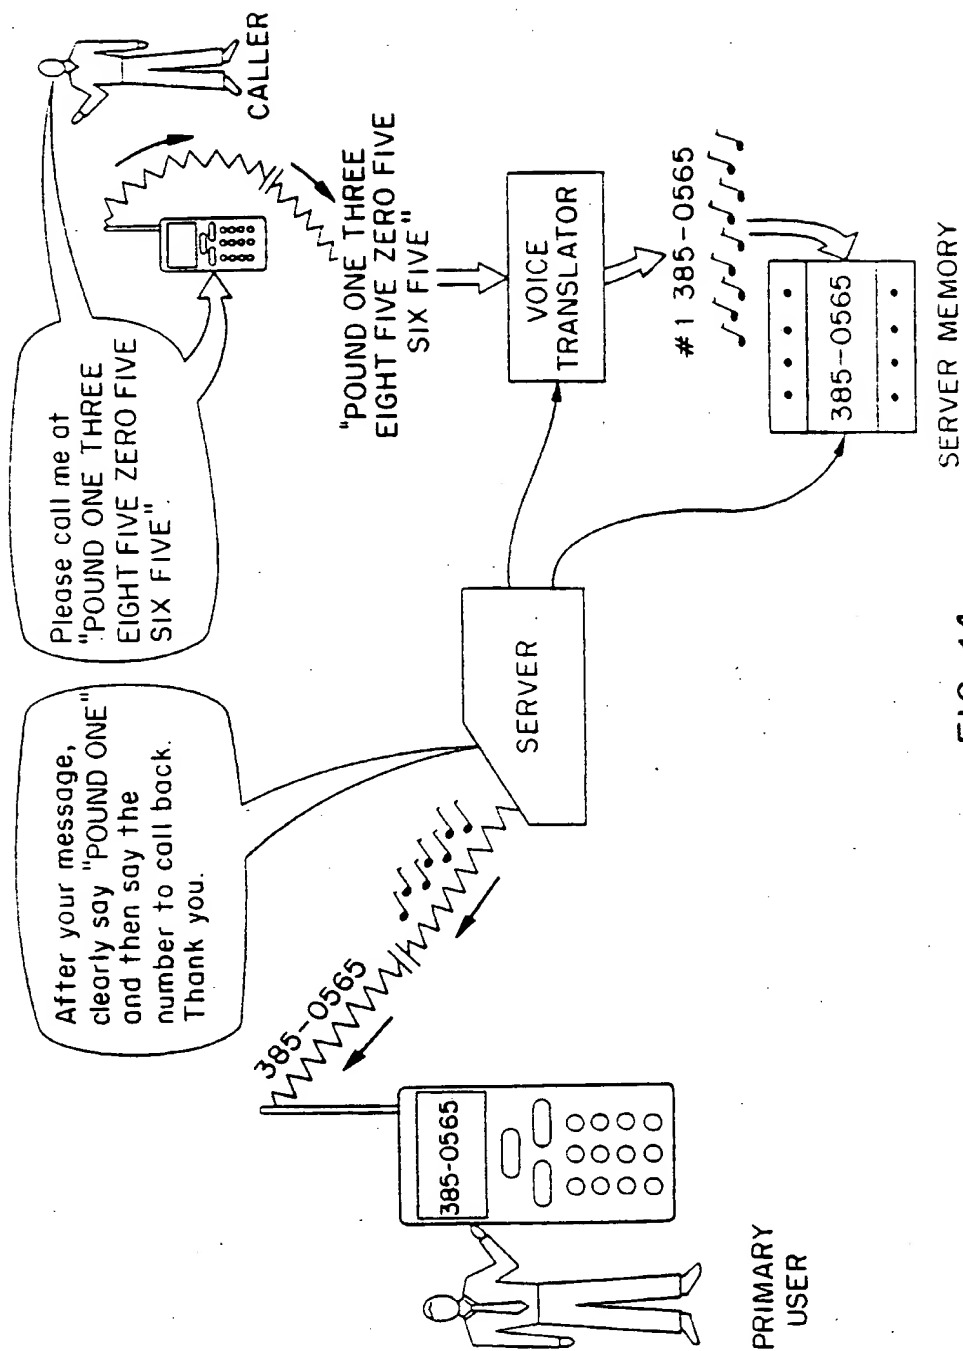 After your message,
clearly say "POUND ONE"
and then say the
number to call back.
Thank you.
Please call me at
"POUND ONE THREE
EIGHT FIVE ZERO FIVE
SIX FIVE".
CALLER
"POUND ONE THREE
EIGHT FIVE ZERO FIVE
SIX FIVE"
385-0565
385-0565
SERVER
VOICE
TRANSLATOR
#1 385-0565
385-0565
SERVER MEMORY
PRIMARY
USER